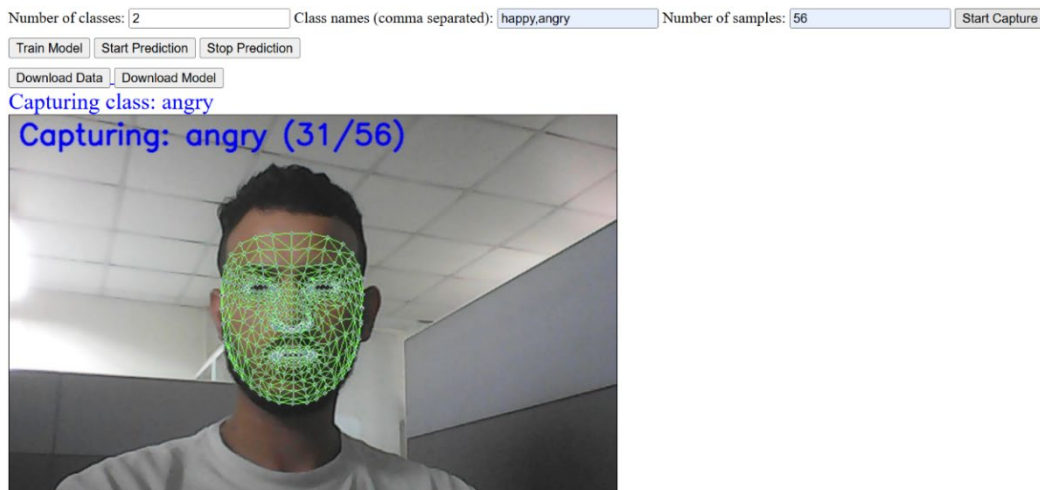 Number of classes: 2 Class names (comma separated): happy,angry Number of samples: 56 Start Capture
Train Model Start Prediction Stop Prediction
Download Data Download Model
Capturing class: angry
Capturing: angry (31/56)